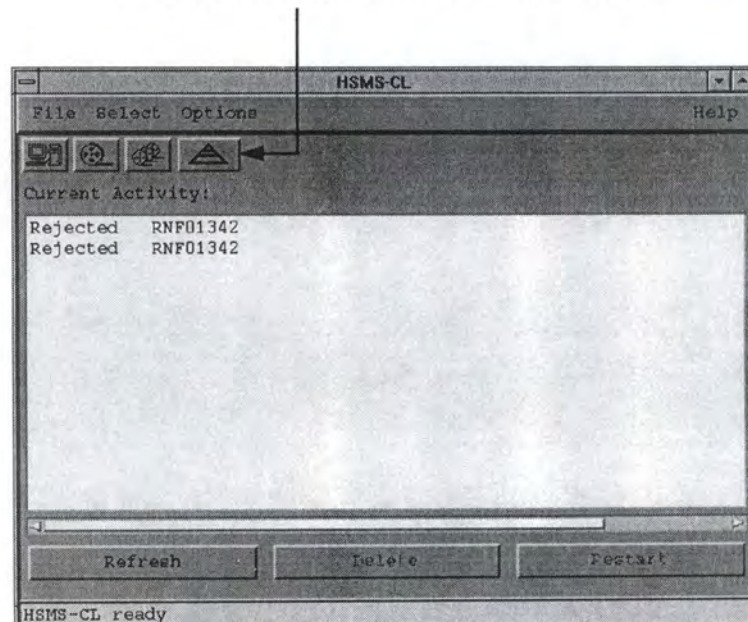 HSMS-CL
File Select Options Help
Current Activity:
Rejected RNF01342
Rejected RNF01342
Refresh Delete Restart
HSMS-CL ready